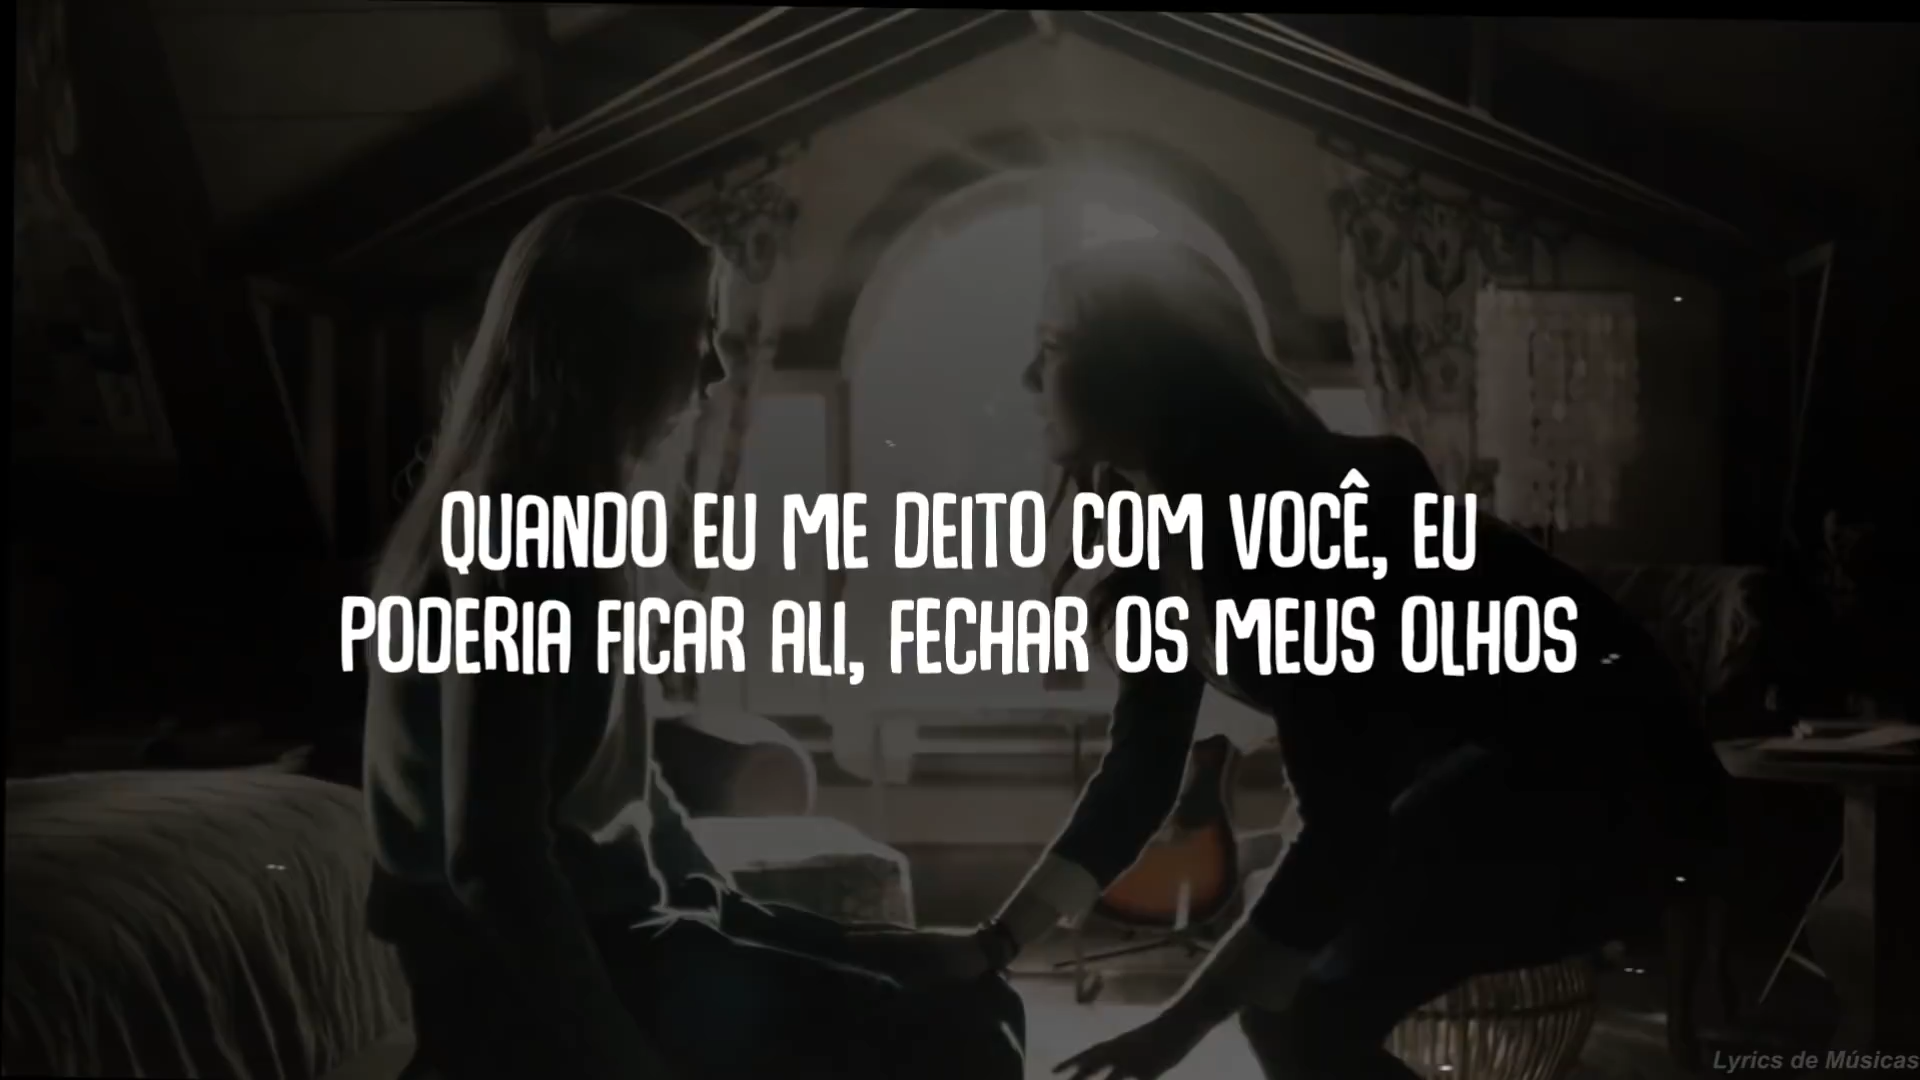 QUANDO EU ME DEITO COM VOCÊ, EU
PODERIA FICAR ALI, FECHAR OS MEUS OLHOS
Lyrics de Músicas